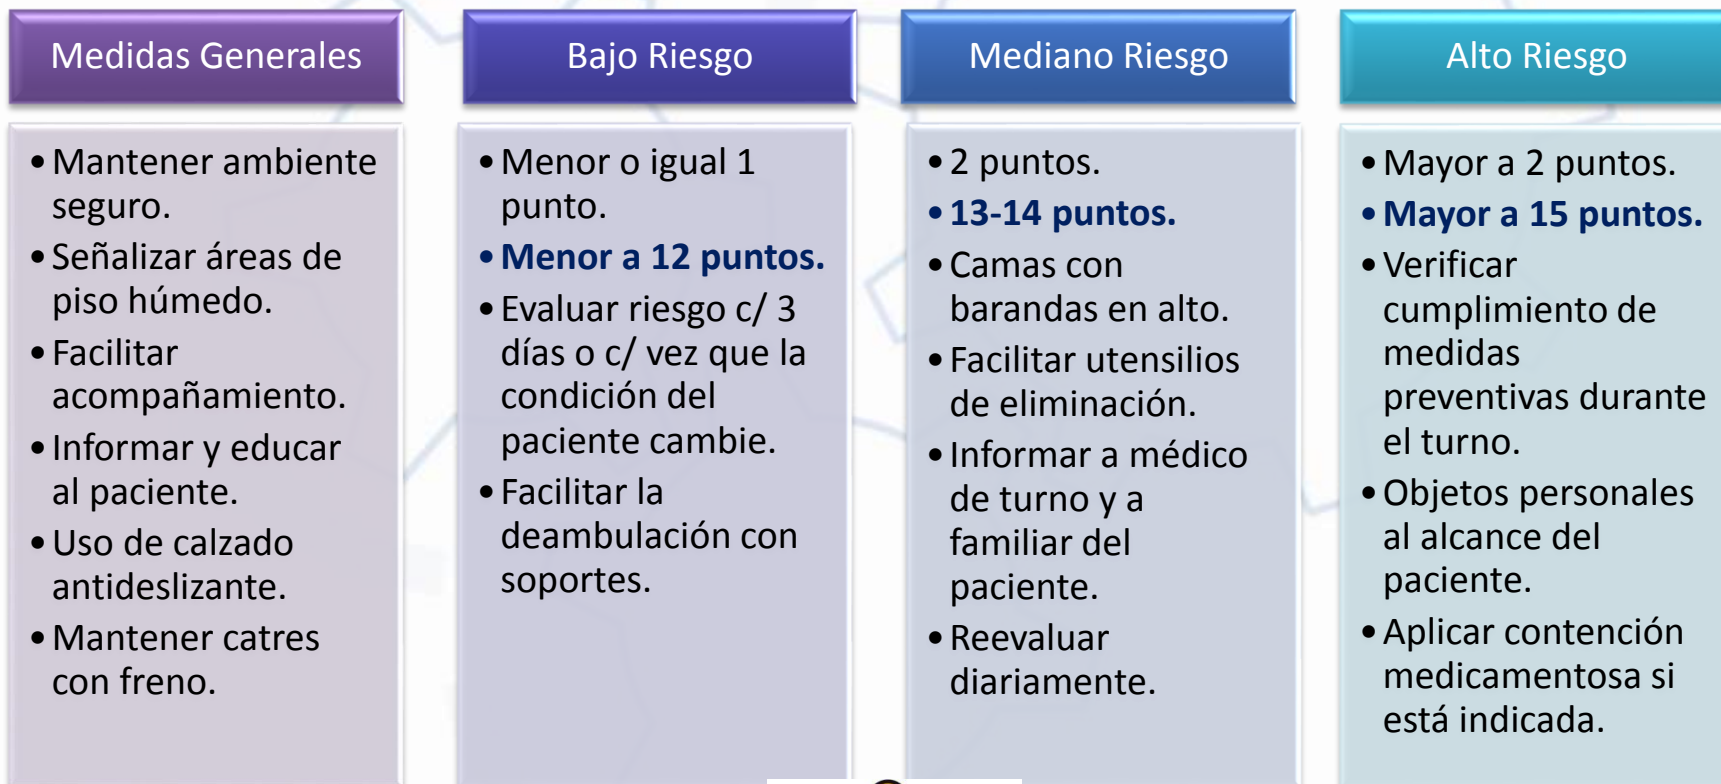 Medidas Generales
• Mantener ambiente
seguro.
• Señalizar áreas de
piso húmedo.
• Facilitar
acompañamiento.
• Informar y educar
al paciente.
• Uso de calzado
antideslizante.
• Mantener catres
con freno.
Bajo Riesgo
• Menor o igual 1
punto.
• Menor a 12 puntos.
• Evaluar riesgo c/ 3
días o c/ vez que la
condición del
paciente cambie.
• Facilitar la
deambulación con
soportes.
Mediano Riesgo
• 2 puntos.
• 13-14 puntos.
• Camas con
barandas en alto.
• Facilitar utensilios
de eliminación.
• Informar a médico
de turno y a
familiar del
paciente.
• Reevaluar
diariamente.
Alto Riesgo
• Mayor a 2 puntos.
• Mayor a 15 puntos.
• Verificar
cumplimiento de
medidas
preventivas durante
el turno.
• Objetos personales
al alcance del
paciente.
• Aplicar contención
medicamentosa si
está indicada.